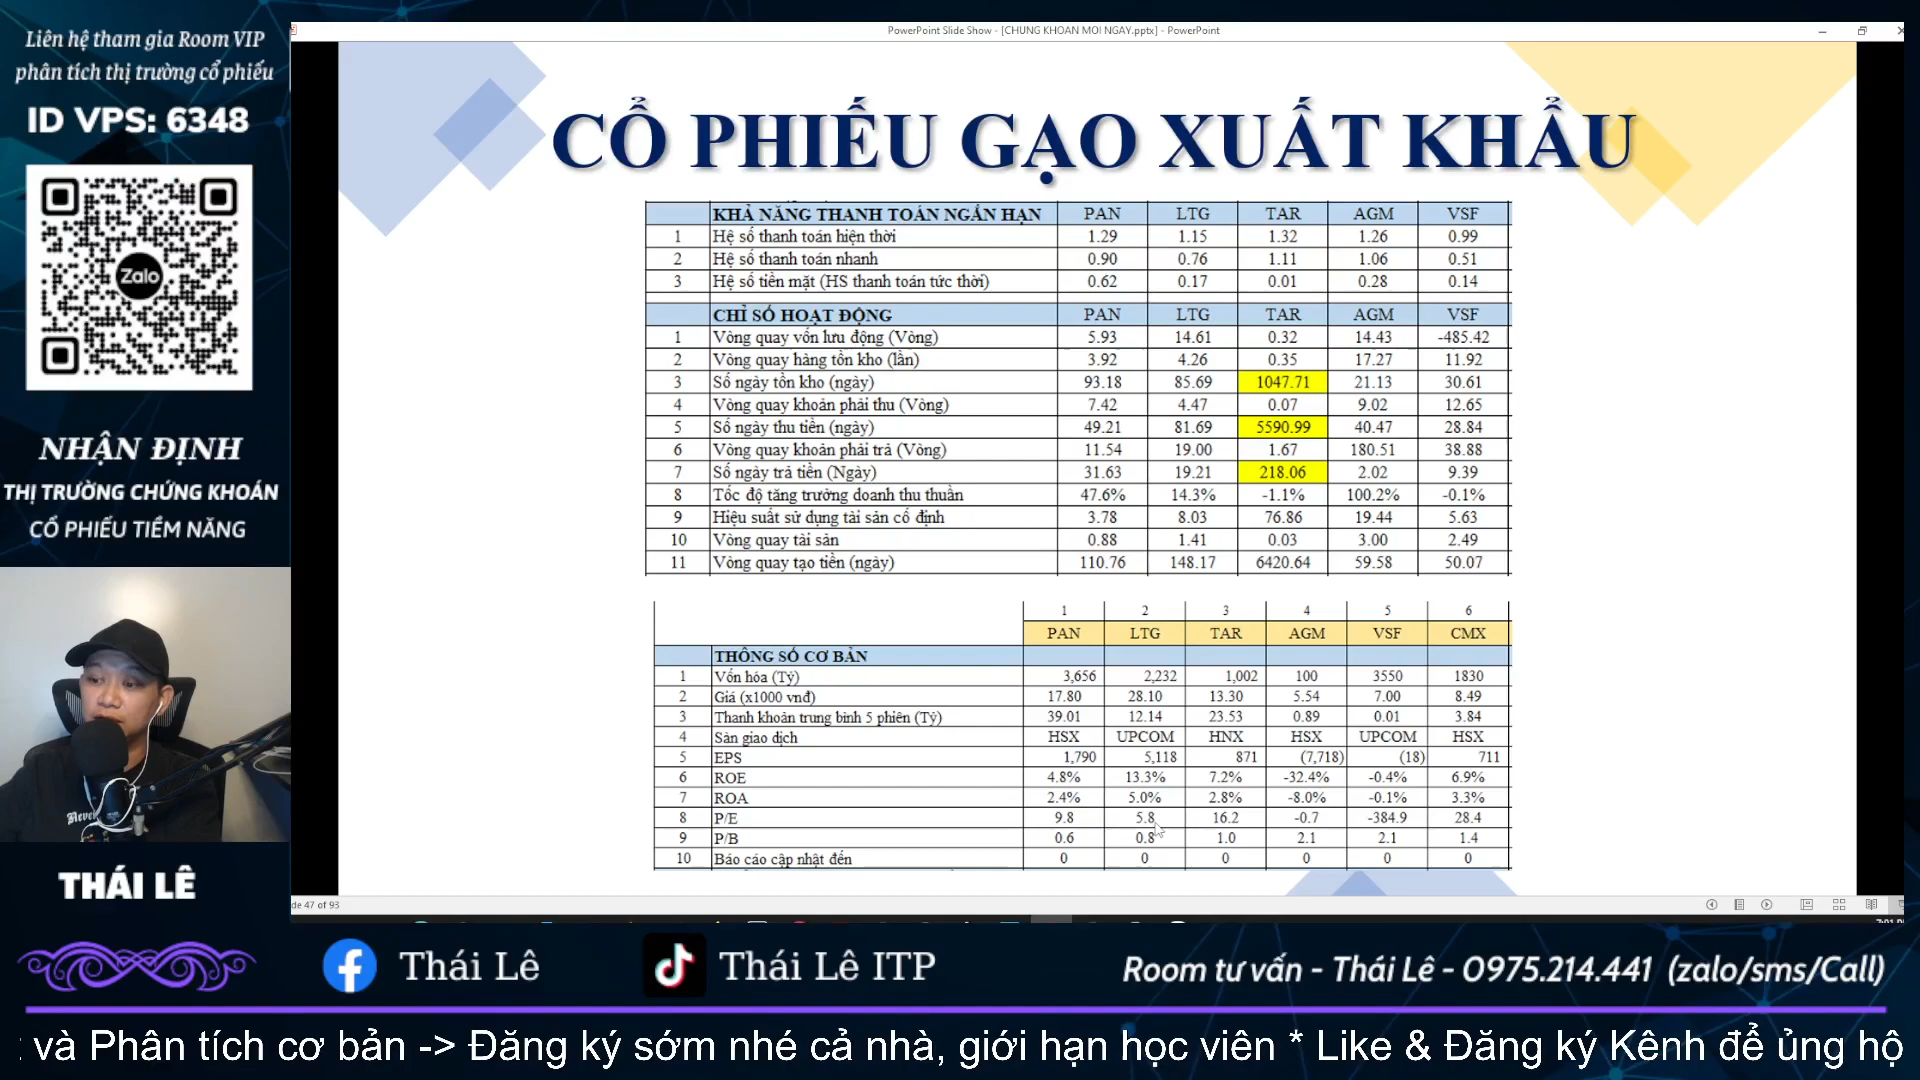 Liên hệ tham gia Room VIP
phân tích thị trường cổ phiếu
ID VPS: 6348
Zalo
NHẬN ĐỊNH
THỊ TRƯỜNG CHỨNG KHOÁN
CỔ PHIẾU TIỀM NĂNG
THÁI LÊ
PowerPoint Slide Show - [CHUNG KHOAN MOI NGAY.pptx] - PowerPoint
CỔ PHIẾU GẠO XUẤT KHẨU
KHẢ NĂNG THANH TOÁN NGẮN HẠN PAN LTG TAR AGM VSF
1 Hệ số thanh toán hiện thời 1.29 1.15 1.32 1.26 0.99
2 Hệ số thanh toán nhanh 0.90 0.76 1.11 1.06 0.51
3 Hệ số tiền mặt (HS thanh toán tức thời) 0.62 0.17 0.01 0.28 0.14
CHỈ SỐ HOẠT ĐỘNG PAN LTG TAR AGM VSF
1 Vòng quay vốn lưu động (Vòng) 5.93 14.61 0.32 14.43 -485.42
2 Vòng quay hàng tồn kho (lần) 3.92 4.26 0.35 17.27 11.92
3 Số ngày tồn kho (ngày) 93.18 85.69 1047.71 21.13 30.61
4 Vòng quay khoản phải thu (Vòng) 7.42 4.47 0.07 9.02 12.65
5 Số ngày thu tiền (ngày) 49.21 81.69 5590.99 40.47 28.84
6 Vòng quay khoản phải trả (Vòng) 11.54 19.00 1.67 180.51 38.88
7 Số ngày trả tiền (Ngày) 31.63 19.21 218.06 2.02 9.39
8 Tốc độ tăng trưởng doanh thu thuần 47.6% 14.3% -1.1% 100.2% -0.1%
9 Hiệu suất sử dụng tài sản cố định 3.78 8.03 76.86 19.44 5.63
10 Vòng quay tài sản 0.88 1.41 0.03 3.00 2.49
11 Vòng quay tạo tiền (ngày) 110.76 148.17 6420.64 59.58 50.07
1 2 3 4 5 6
PAN LTG TAR AGM VSF CMX
THÔNG SỐ CƠ BẢN
1 Vốn hóa (Tỷ) 3,656 2,232 1,002 100 3550 1830
2 Giá (x1000 vnđ) 17.80 28.10 13.30 5.54 7.00 8.49
3 Thanh khoản trung bình 5 phiên (Tỷ) 39.01 12.14 23.53 0.89 0.01 3.84
4 Sàn giao dịch HSX UPCOM HNX HSX UPCOM HSX
5 EPS 1,790 5,118 871 (7,718) (18) 711
6 ROE 4.8% 13.3% 7.2% -32.4% -0.4% 6.9%
7 ROA 2.4% 5.0% 2.8% -8.0% -0.1% 3.3%
8 P/E 9.8 5.8 16.2 -0.7 -384.9 28.4
9 P/B 0.6 0.8 1.0 2.1 2.1 1.4
10 Báo cáo cập nhật đến 0 0 0 0 0 0
de 47 of 93
Thái Lê
Thái Lê ITP
Room tư vấn - Thái Lê - 0975.214.441 (zalo/sms/Call)
và Phân tích cơ bản -> Đăng ký sớm nhé cả nhà, giới hạn học viên * Like & Đăng ký Kênh để ủng hộ